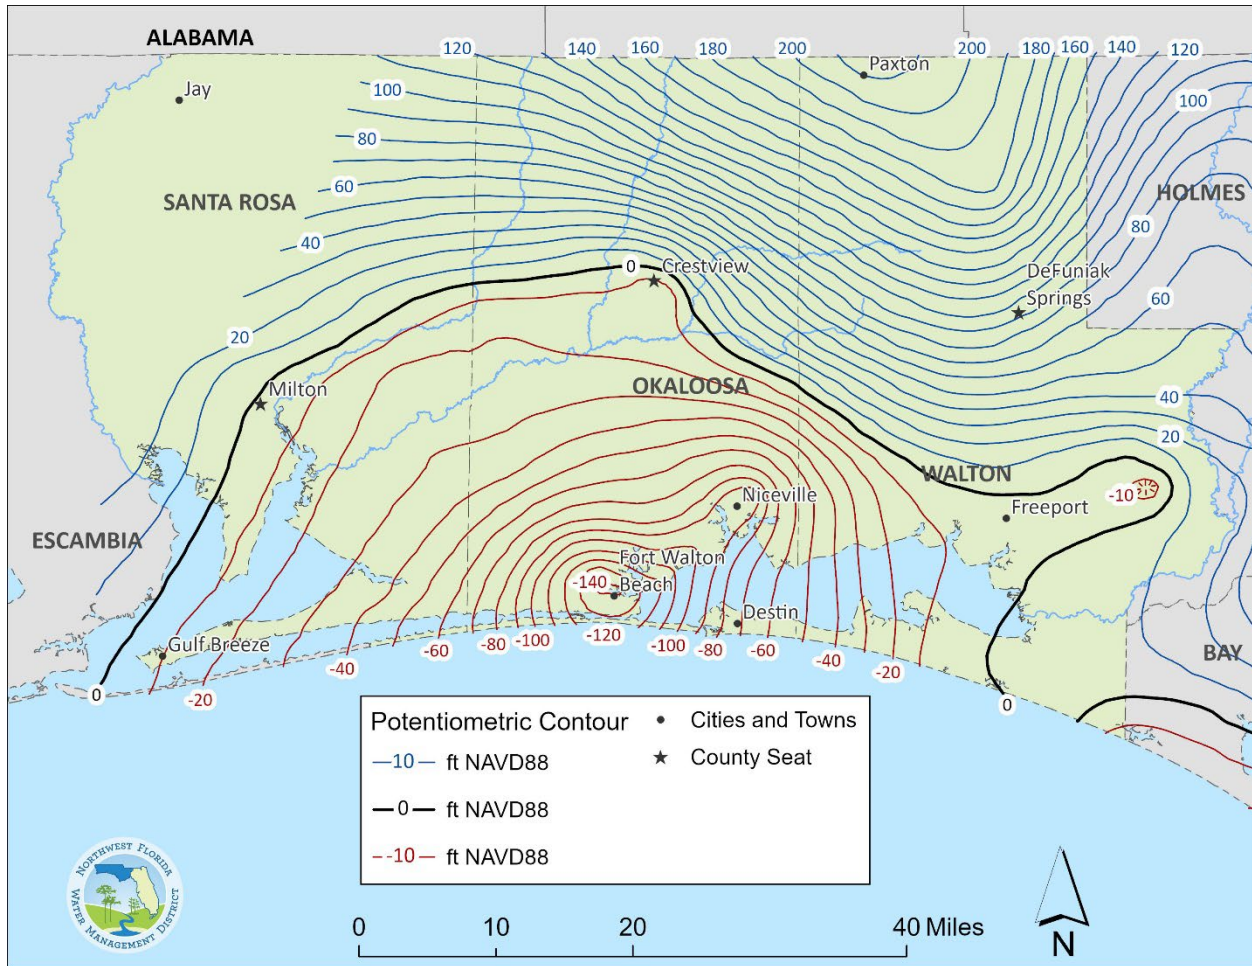 ALABAMA
120
140
160
180
200
200
180
160
140
120
Paxton
Jay
100
100
80
HOLMES
SANTA ROSA
60
80
40
0
Crestview
DeFuniak
Springs
60
20
Milton
OKALOOSA
40
20
WALTON
-10
Niceville
Freeport
ESCAMBIA
Fort Walton
Beach
-140
Destin
-120
Gulf Breeze
-100
-100
-80
-80
-60
-60
-40
-40
-20
-20
BAY
0
0
Potentiometric Contour
10 ft NAVD88
0 ft NAVD88
-10 ft NAVD88
Cities and Towns
County Seat
NORTHWEST FLORIDA
WATER MANAGEMENT DISTRICT
0 10 20 40 Miles
N